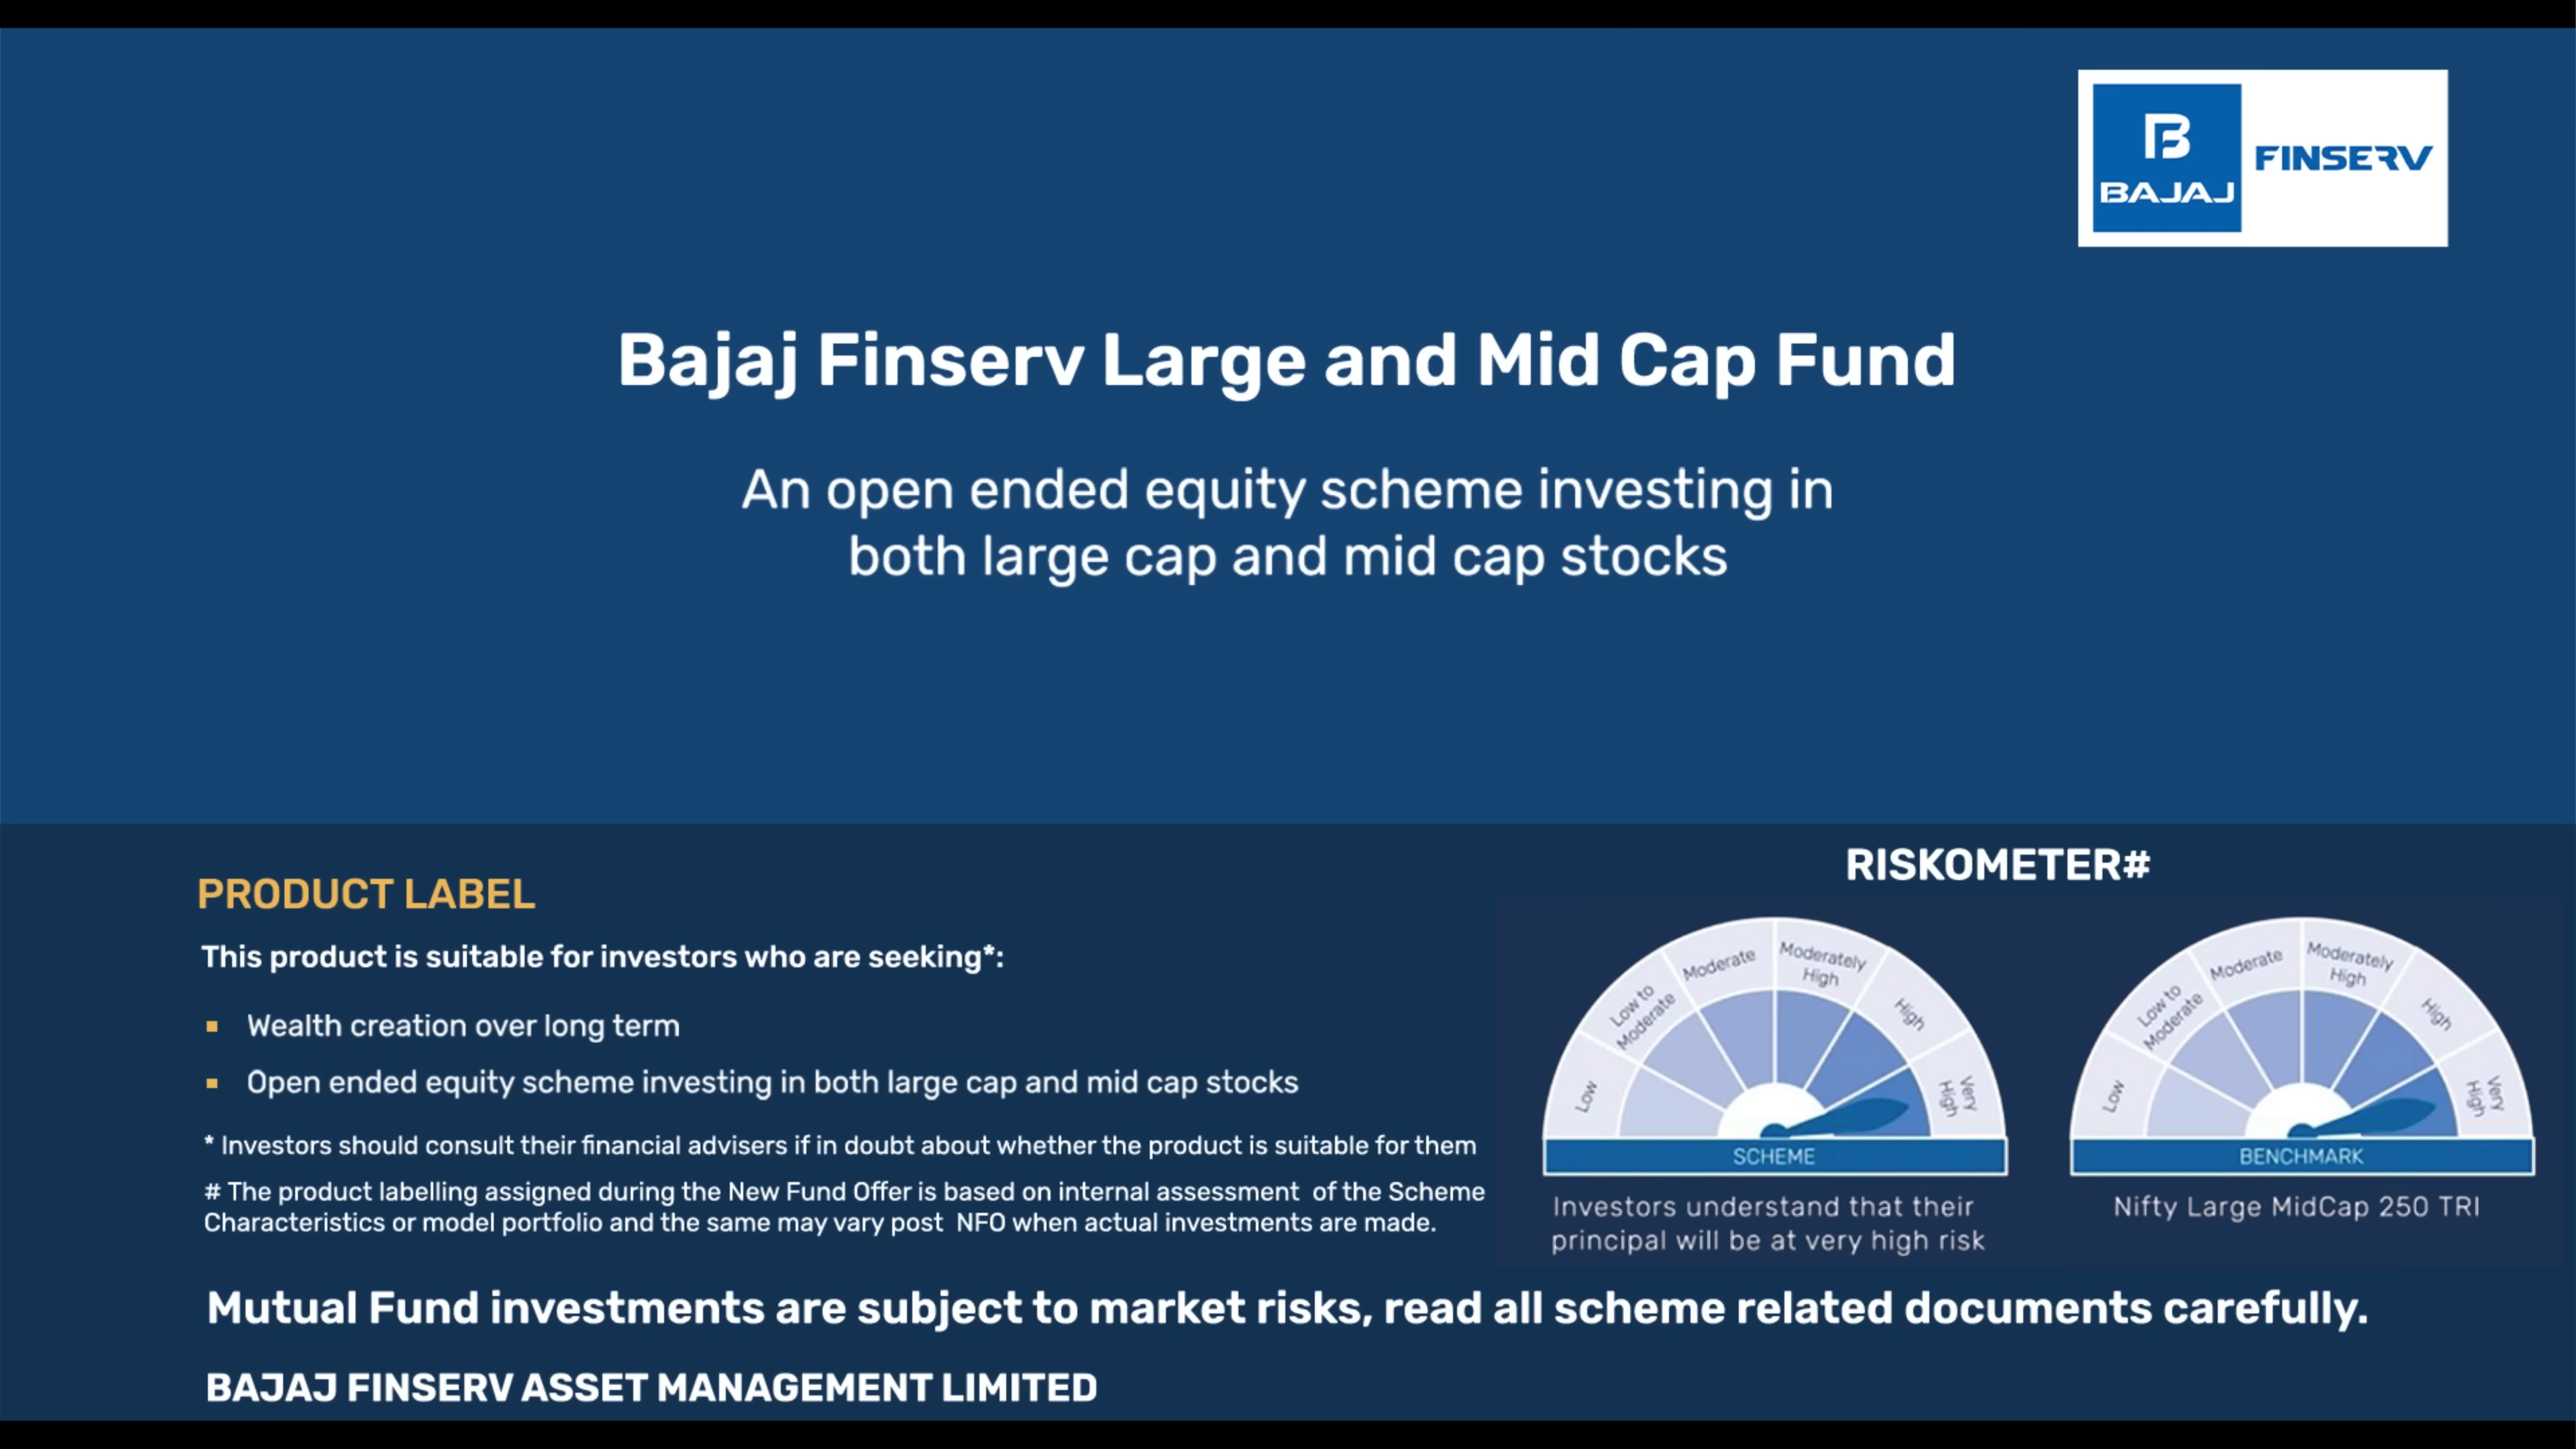 BAJAJ
FINSERV
Bajaj Finserv Large and Mid Cap Fund
An open ended equity scheme investing in
both large cap and mid cap stocks
PRODUCT LABEL
This product is suitable for investors who are seeking*:
Wealth creation over long term
Open ended equity scheme investing in both large cap and mid cap stocks
* Investors should consult their financial advisers if in doubt about whether the product is suitable for them
# The product labelling assigned during the New Fund Offer is based on internal assessment of the Scheme
Characteristics or model portfolio and the same may vary post NFO when actual investments are made.
RISKOMETER#
Low
Low to
Moderate
Moderate
Moderately
High
High
Very
High
SCHEME
Investors understand that their
principal will be at very high risk
Low
Low to
Moderate
Moderate
Moderately
High
High
Very
High
BENCHMARK
Nifty Large MidCap 250 TRI
Mutual Fund investments are subject to market risks, read all scheme related documents carefully.
BAJAJ FINSERV ASSET MANAGEMENT LIMITED